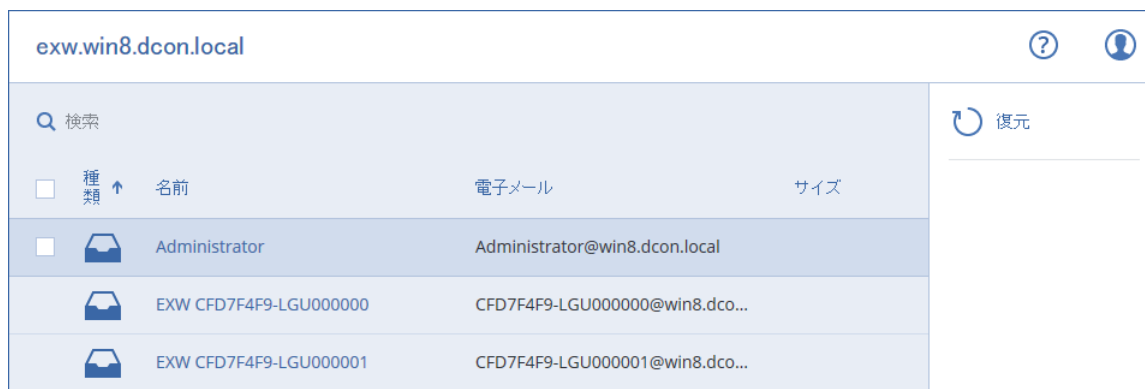 exw.win8.dcon.local
?
検索
復元
種類 名前 電子メール サイズ
Administrator Administrator@win8.dcon.local
EXW CFD7F4F9-LGU000000 CFD7F4F9-LGU000000@win8.dco...
EXW CFD7F4F9-LGU000001 CFD7F4F9-LGU000001@win8.dco...